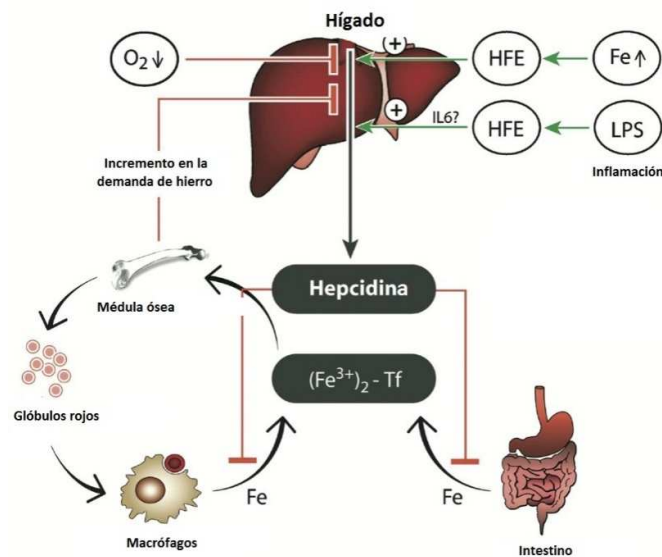 Hígado
O₂ ↓
+
HFE
Fe ↑
+
IL6?
HFE
LPS
Inflamación
Incremento en la
demanda de hierro
Médula ósea
Hepcidina
(Fe³⁺)₂ - Tf
Glóbulos rojos
Fe
Fe
Macrófagos
Intestino